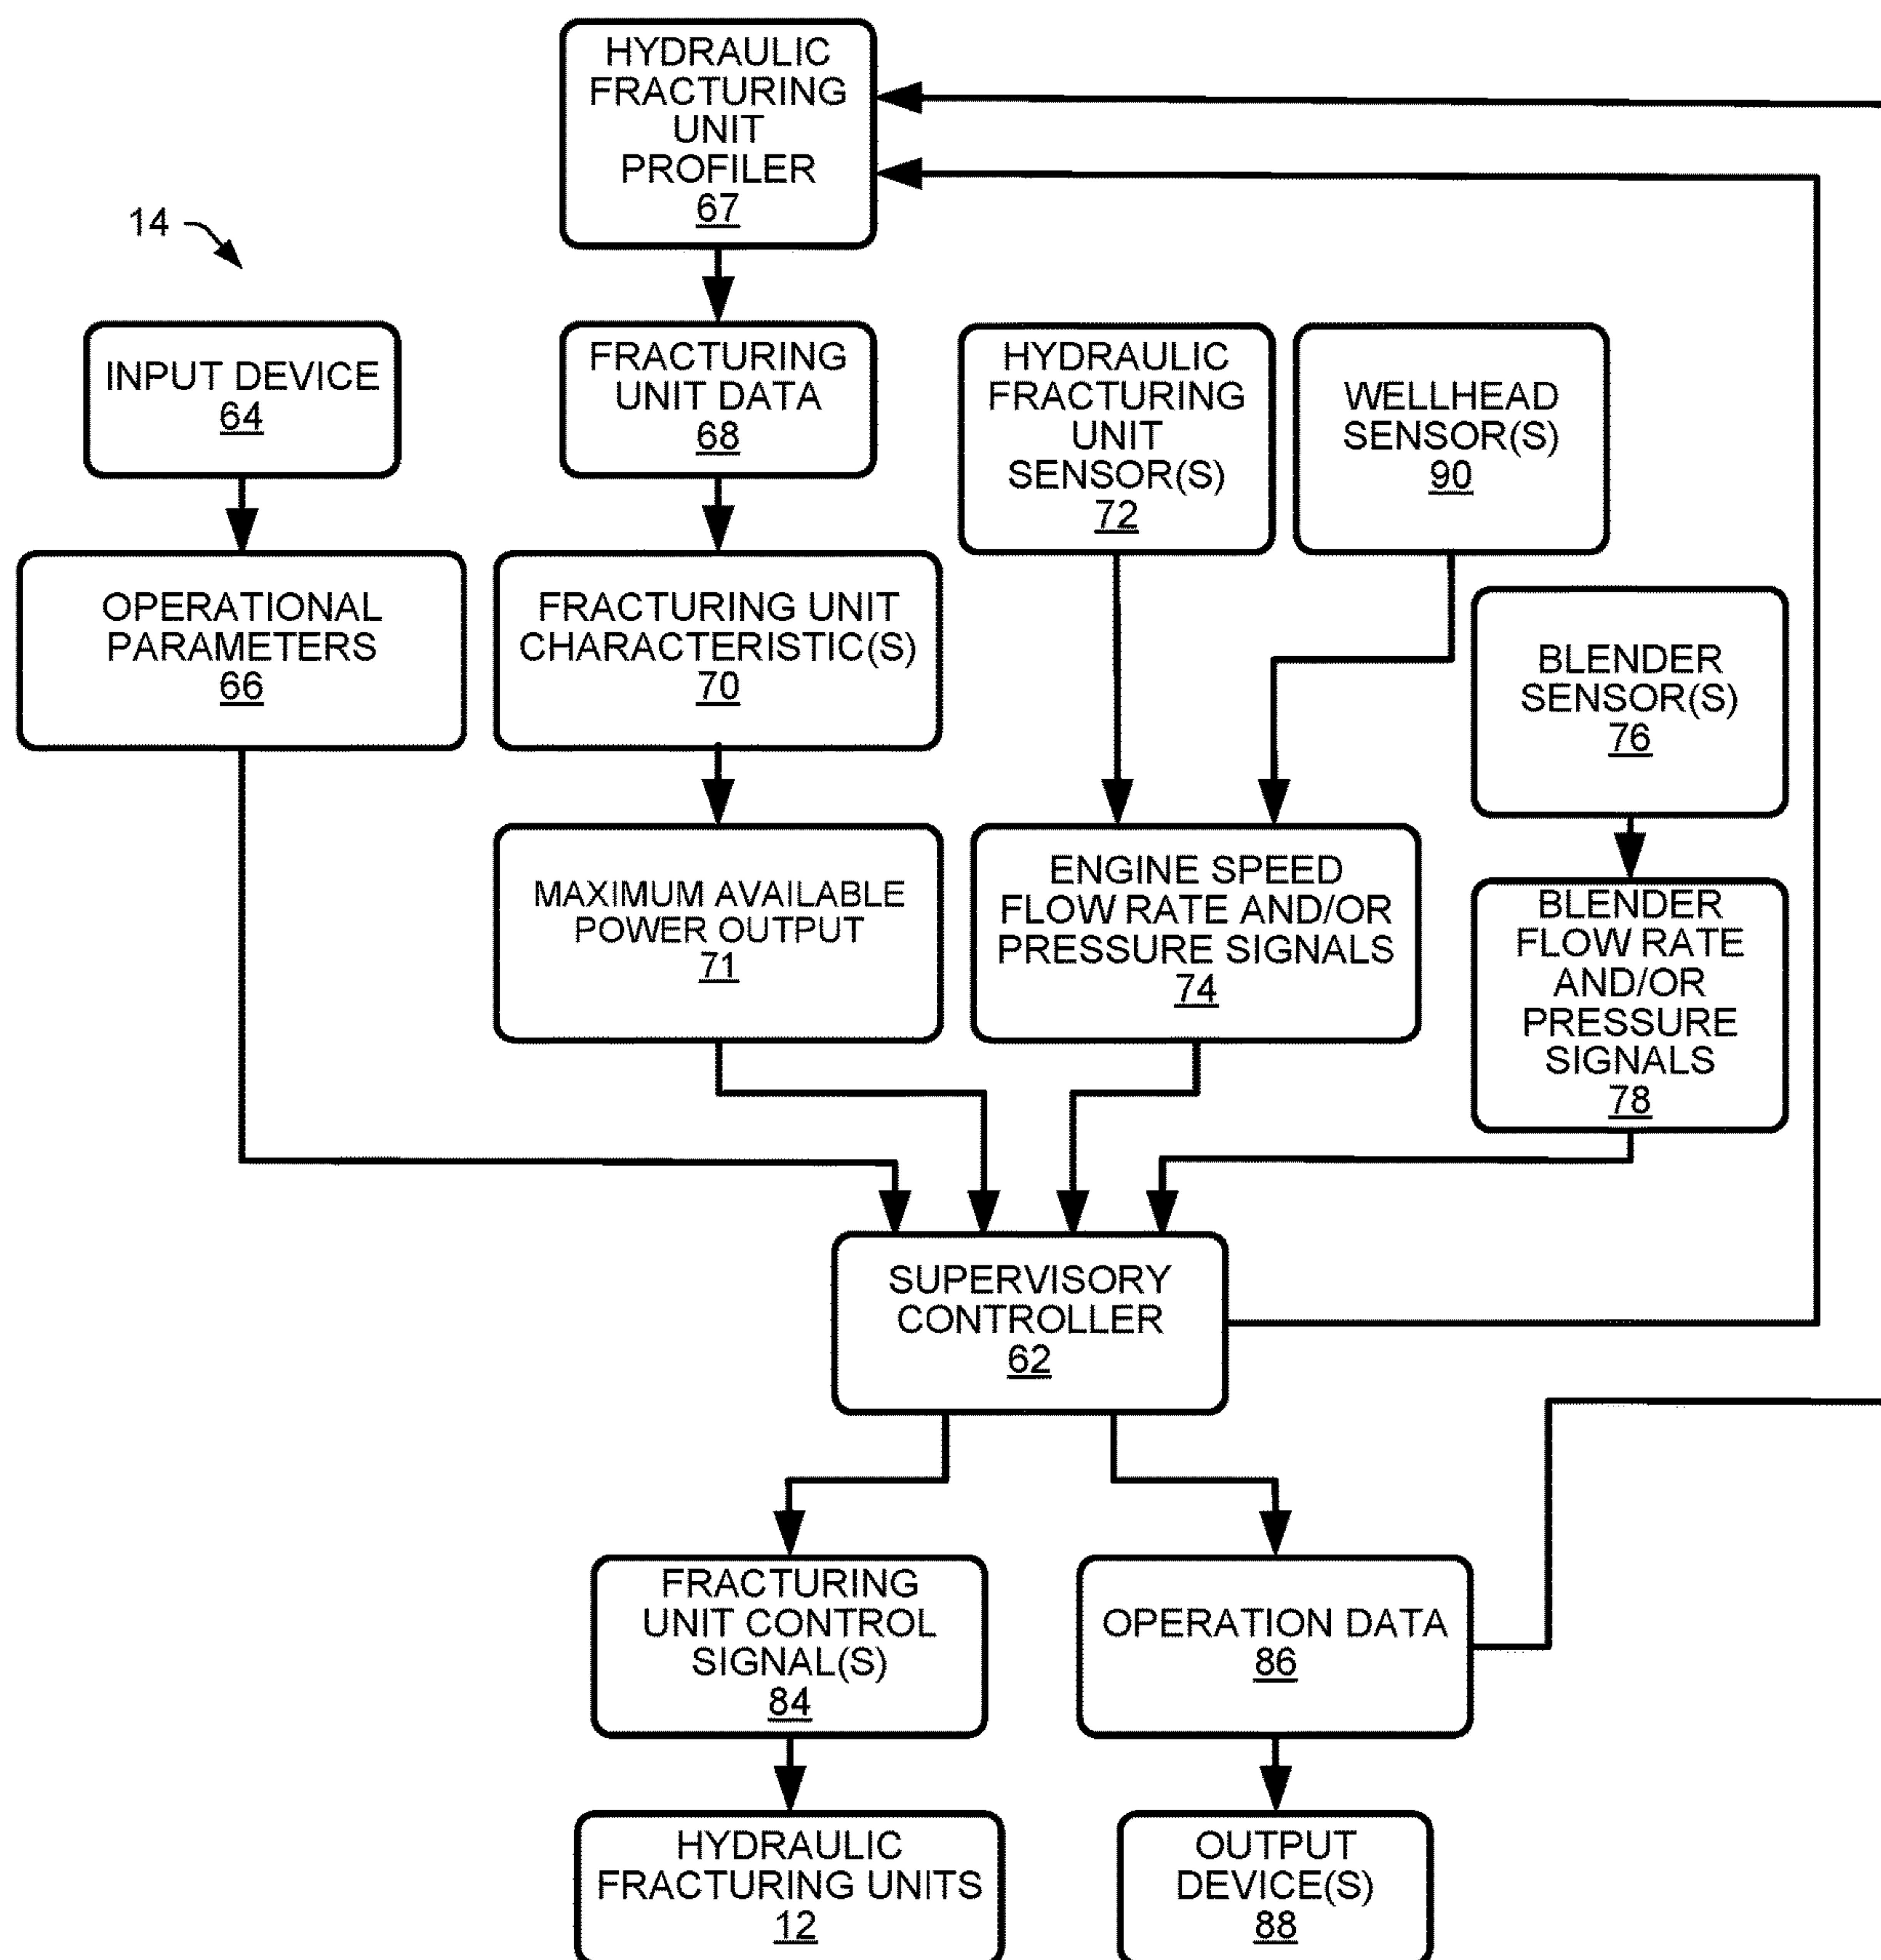 HYDRAULIC
FRACTURING
UNIT
PROFILER
67
14
INPUT DEVICE
64
FRACTURING
UNIT DATA
68
HYDRAULIC
FRACTURING
UNIT
SENSOR(S)
72
WELLHEAD
SENSOR(S)
90
OPERATIONAL
PARAMETERS
66
FRACTURING UNIT
CHARACTERISTIC(S)
70
BLENDER
SENSOR(S)
76
MAXIMUM AVAILABLE
POWER OUTPUT
71
ENGINE SPEED
FLOW RATE AND/OR
PRESSURE SIGNALS
74
BLENDER
FLOW RATE
AND/OR
PRESSURE
SIGNALS
78
SUPERVISORY
CONTROLLER
62
FRACTURING
UNIT CONTROL
SIGNAL(S)
84
OPERATION DATA
86
HYDRAULIC
FRACTURING UNITS
12
OUTPUT
DEVICE(S)
88